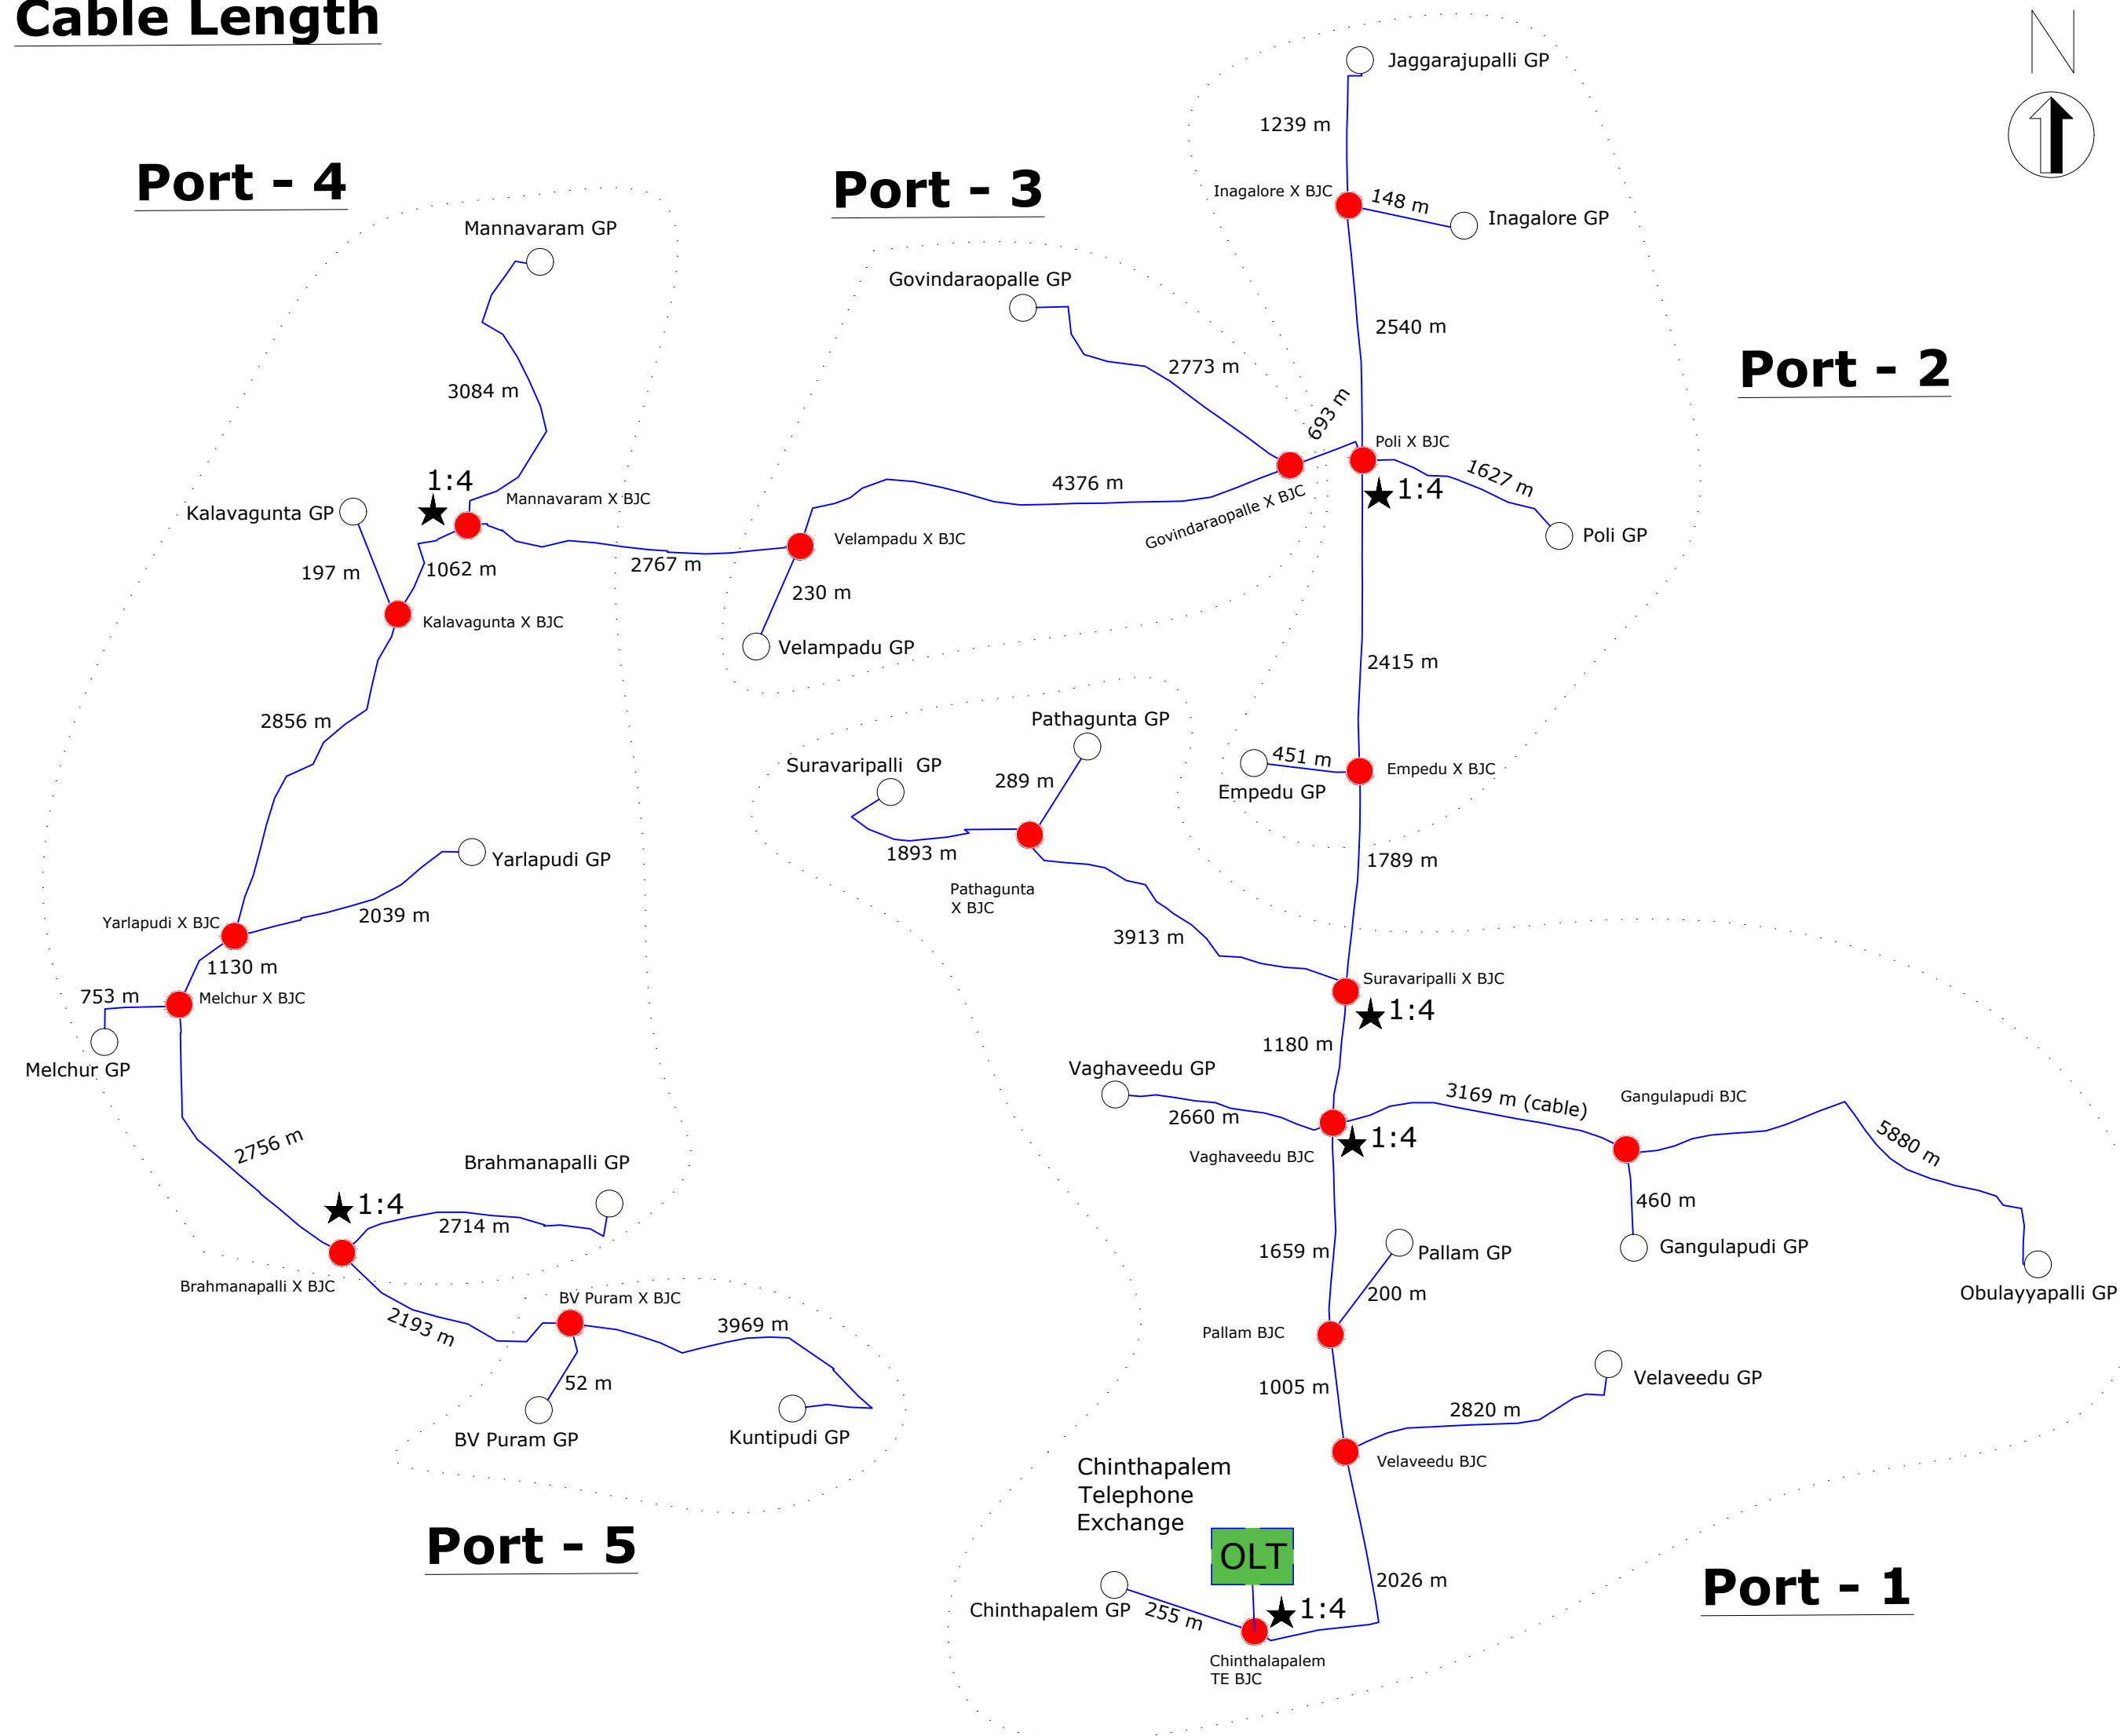 Cable Length
N
Jaggarajupalli GP
1239 m
Inagalore X BJC
148 m
Inagalore GP
Port - 4
Port - 3
Mannavaram GP
Govindaraopalle GP
2540 m
2773 m
Port - 2
3084 m
693 m
Poli X BJC
1:4
Mannavaram X BJC
4376 m
1627 m
1:4
Kalavagunta GP
Govindaraopalle X BJC
Velampadu X BJC
Poli GP
197 m
1062 m
2767 m
230 m
Kalavagunta X BJC
Velampadu GP
2415 m
2856 m
Pathagunta GP
Suravaripalli  GP
289 m
451 m
Empedu X BJC
Empedu GP
1893 m
1789 m
Yarlapudi GP
Pathagunta
X BJC
2039 m
Yarlapudi X BJC
3913 m
1130 m
Suravaripalli X BJC
753 m
Melchur X BJC
1:4
1180 m
Melchur GP
Vaghaveedu GP
3169 m (cable)
Gangulapudi BJC
2660 m
1:4
5880 m
2756 m
Vaghaveedu BJC
Brahmanapalli GP
1:4
460 m
2714 m
Gangulapudi GP
1659 m
Pallam GP
Brahmanapalli X BJC
200 m
Obulayyapalli GP
BV Puram X BJC
2193 m
3969 m
Pallam BJC
52 m
1005 m
Velaveedu GP
2820 m
BV Puram GP
Kuntipudi GP
Velaveedu BJC
Chinthapalem
Telephone
Exchange
Port - 5
OLT
2026 m
Port - 1
Chinthapalem GP
255 m
1:4
Chinthalapalem
TE BJC